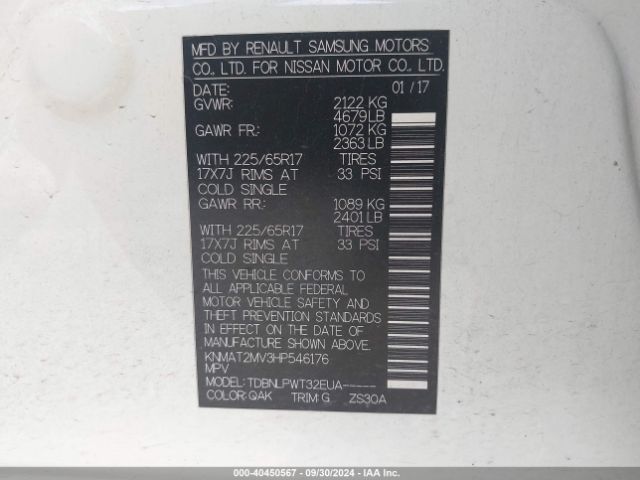 MFD BY RENAULT SAMSUNG MOTORS
CO., LTD. FOR NISSAN MOTOR CO., LTD.
DATE: 01/17
GVWR: 2122 KG
4679LB
GAWR FR.: 1072 KG
2363LB
WITH 225/65R17 TIRES
17X7J RIMS AT 33 PSI
COLD SINGLE
GAWR RR.: 1089 KG
2401LB
WITH 225/65R17 TIRES
17X7J RIMS AT 33 PSI
COLD SINGLE
THIS VEHICLE CONFORMS TO
ALL APPLICABLE FEDERAL
MOTOR VEHICLE SAFETY AND
THEFT PREVENTION STANDARDS
IN EFFECT ON THE DATE OF
MANUFACTURE SHOWN ABOVE.
KNMAT2MV3HP546176
MPV
MODEL: TDBNLPWT32EUA-----
COLOR: QAK TRIM: G ZS30A
000-40450567 - 09/30/2024 - IAA Inc.